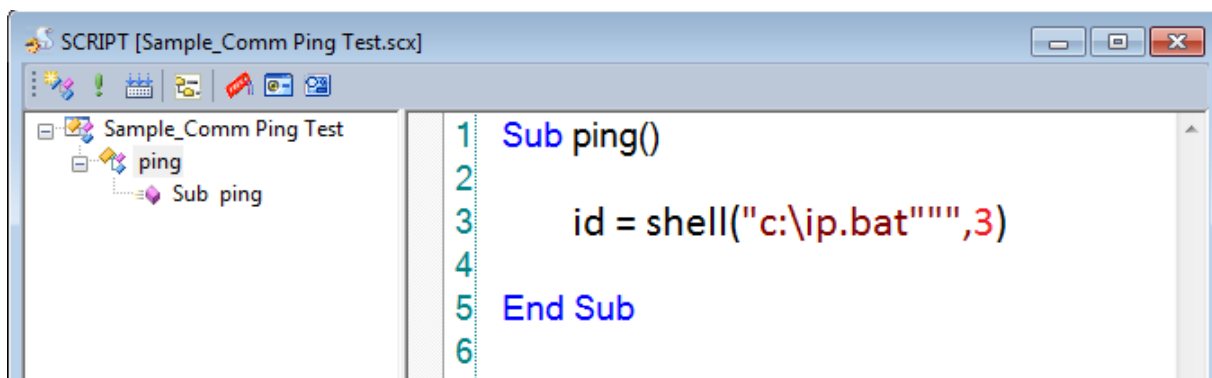 SCRIPT [Sample_Comm Ping Test.scx]
Sample_Comm Ping Test
ping
Sub ping
1 Sub ping()
2
3 id = shell("c:\ip.bat""",3)
4
5 End Sub
6